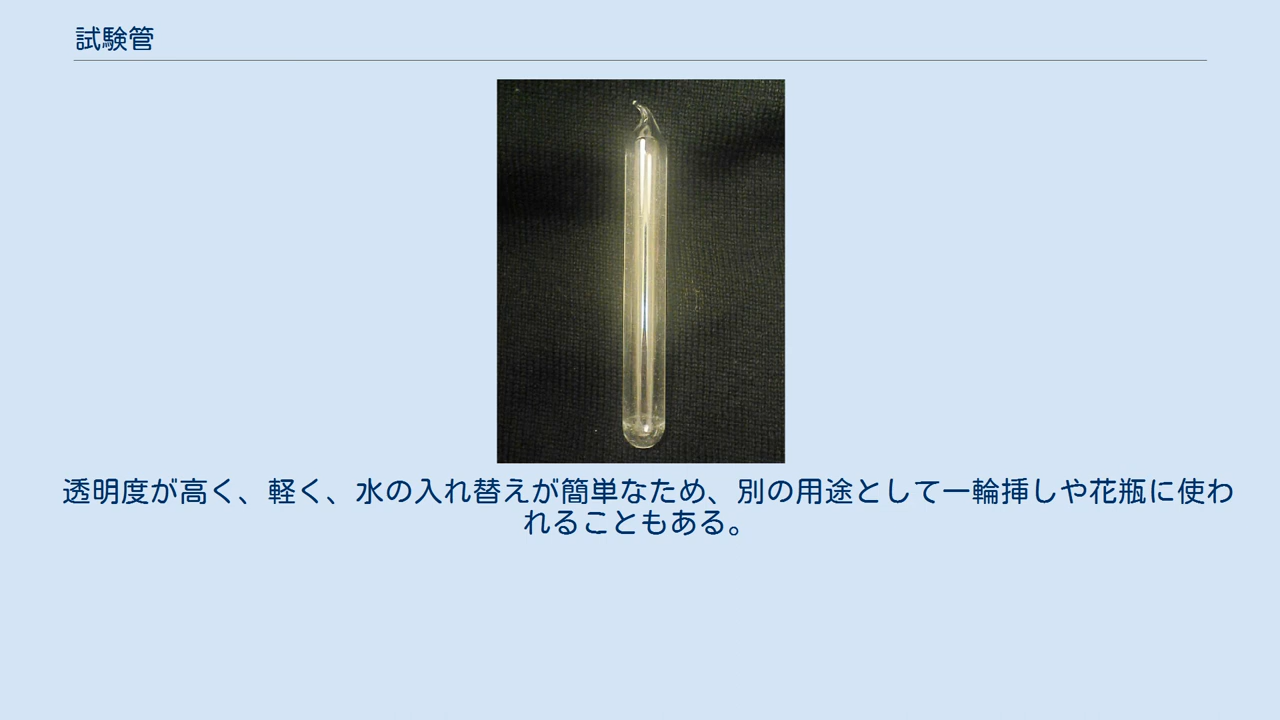 試験管
透明度が高く、軽く、水の入れ替えが簡単なため、別の用途として一輪挿しや花瓶に使わ
れることもある。